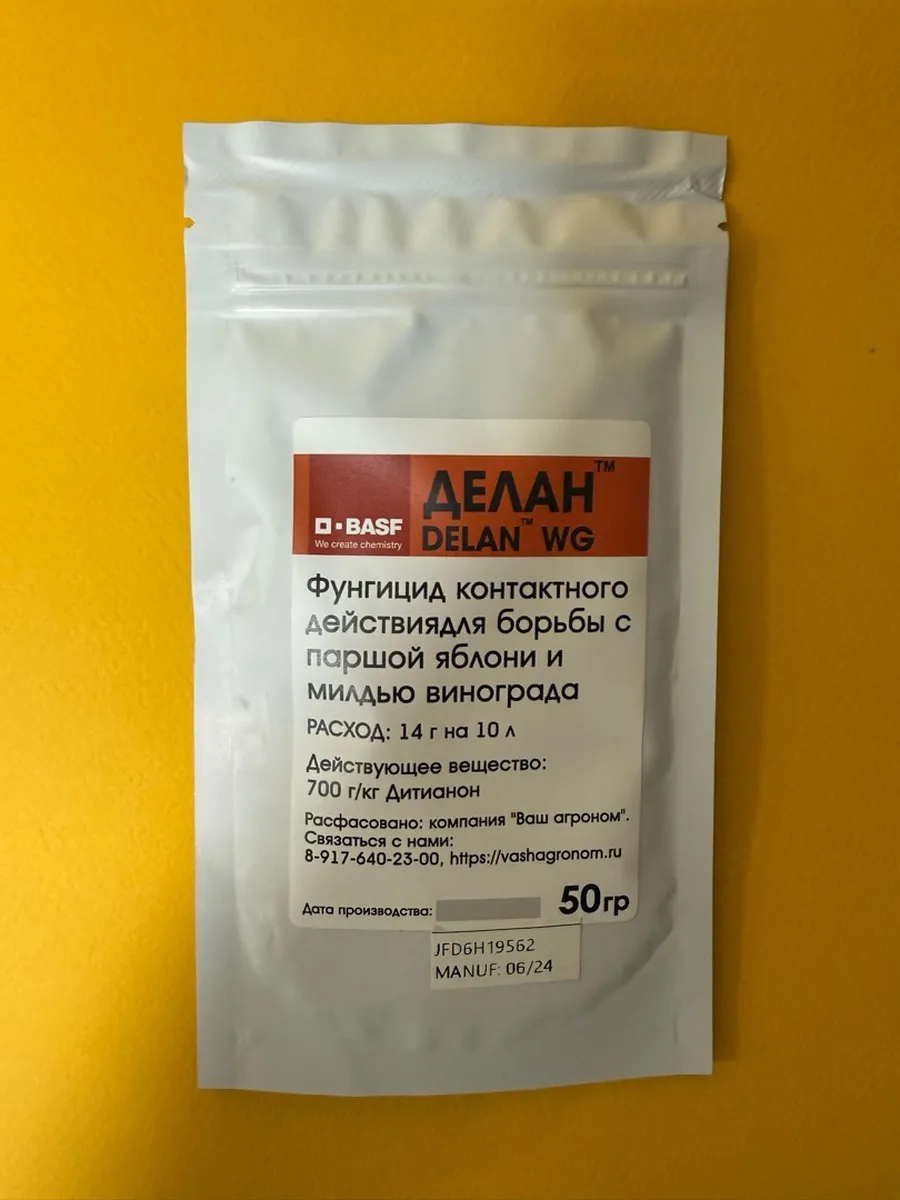 ДЕЛАН™
BASF
We create chemistry
DELAN™ WG
Фунгицид контактного
действиядля борьбы с
паршой яблони и
милдью винограда
РАСХОД: 14 г на 10 л
Действующее вещество:
700 г/кг Дитианон
Расфасовано: компания "Ваш агроном".
Связаться с нами:
8-917-640-23-00, https://vashagronom.ru
Дата производства:
50гр
JFD6H19562
MANUF: 06/24